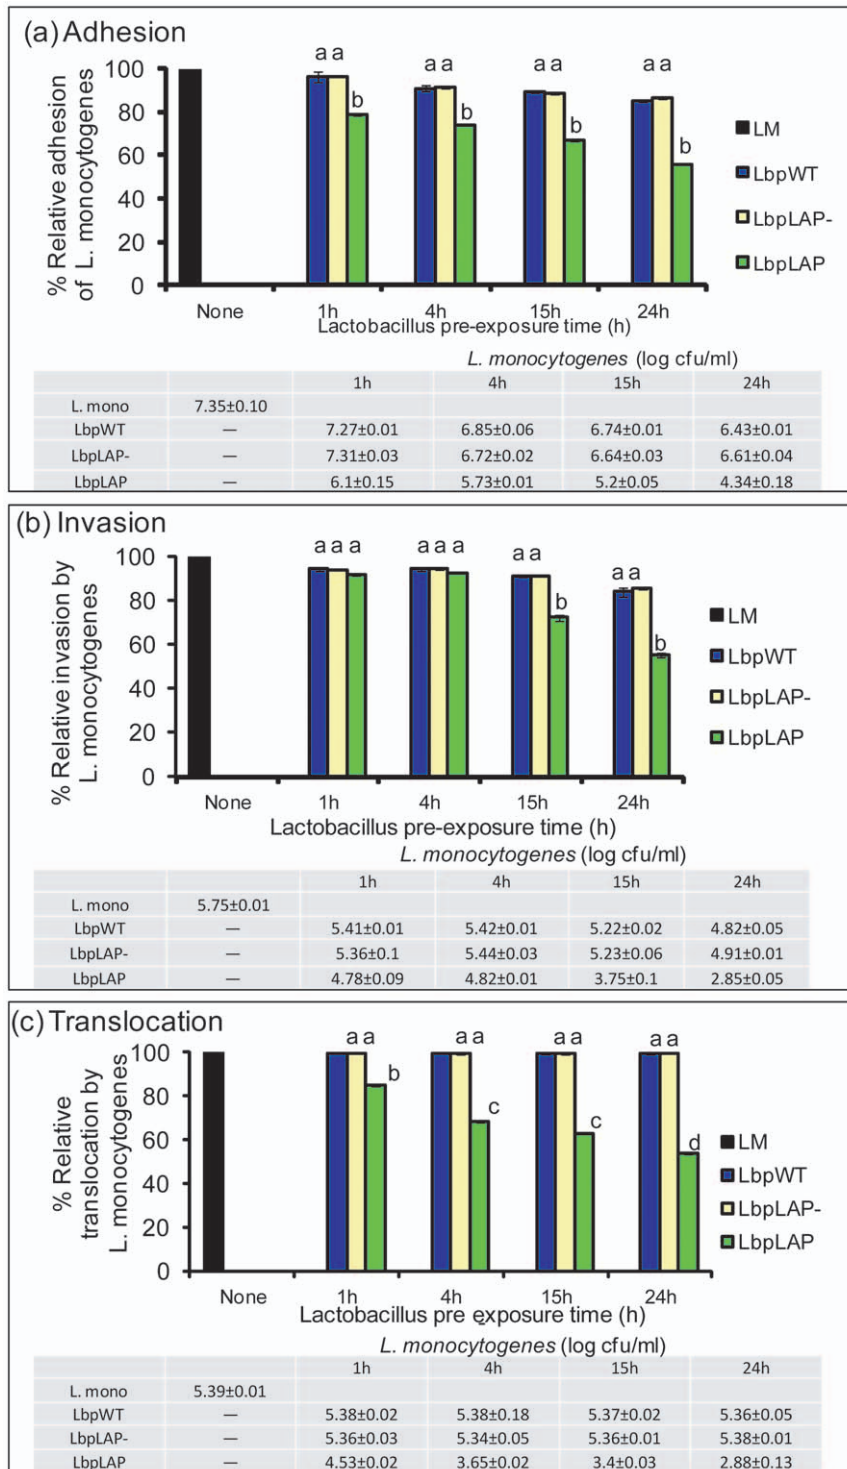 (a) Adhesion
% Relative adhesion
of L. monocytogenes
100
80
60
40
20
0
a a
b
a a
b
a a
b
a a
b
None
1h
4h
15h
24h
Lactobacillus pre-exposure time (h)
LM
LbpWT
LbpLAP-
LbpLAP
L. monocytogenes (log cfu/ml)
1h 4h 15h 24h
L. mono 7.35±0.10
LbpWT — 7.27±0.01 6.85±0.06 6.74±0.01 6.43±0.01
LbpLAP- — 7.31±0.03 6.72±0.02 6.64±0.03 6.61±0.04
LbpLAP — 6.1±0.15 5.73±0.01 5.2±0.05 4.34±0.18
(b) Invasion
% Relative invasion by
L. monocytogenes
100
80
60
40
20
0
a a a
a a a
a a
b
a a
b
None
1h
4h
15h
24h
Lactobacillus pre-exposure time (h)
LM
LbpWT
LbpLAP-
LbpLAP
L. monocytogenes (log cfu/ml)
1h 4h 15h 24h
L. mono 5.75±0.01
LbpWT — 5.41±0.01 5.42±0.01 5.22±0.02 4.82±0.05
LbpLAP- — 5.36±0.1 5.44±0.03 5.23±0.06 4.91±0.01
LbpLAP — 4.78±0.09 4.82±0.01 3.75±0.1 2.85±0.05
(c) Translocation
% Relative
translocation by
L. monocytogenes
100
80
60
40
20
0
a a
b
a a
c
a a
c
a a
d
None
1h
4h
15h
24h
Lactobacillus pre exposure time (h)
LM
LbpWT
LbpLAP-
LbpLAP
L. monocytogenes (log cfu/ml)
1h 4h 15h 24h
L. mono 5.39±0.01
LbpWT — 5.38±0.02 5.38±0.18 5.37±0.02 5.36±0.05
LbpLAP- — 5.36±0.03 5.34±0.05 5.36±0.01 5.38±0.01
LbpLAP — 4.53±0.02 3.65±0.02 3.4±0.03 2.88±0.13